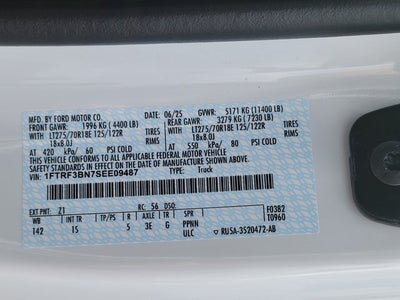 MFD. BY FORD MOTOR CO. 06/25 GVWR: 5171 KG (11400 LB)
FRONT GAWR: 1996 KG (4400 LB) REAR GAWR: 3279 KG (7230 LB)
WITH LT275/70R18E 125/122R TIRES WITH LT275/70R18E 125/122R TIRES
18x8.0J RIMS 18x8.0J RIMS
AT 420 kPa/ 60 PSI COLD AT 550 kPa/ 80 PSI COLD
THIS VEHICLE CONFORMS TO ALL APPLICABLE FEDERAL MOTOR VEHICLE
SAFETY STANDARDS IN EFFECT ON THE DATE OF MANUFACTURE SHOWN ABOVE.
VIN: 1FTRF3BN7SEE09487 TYPE: Truck
F0382
T0960
EXT PNT: Z1 RC: 56 DSO:
WB INT TR TP/PS R AXLE TR SPR
142 IS 5 3E G PPNN
ULC RU5A-3520472-AB